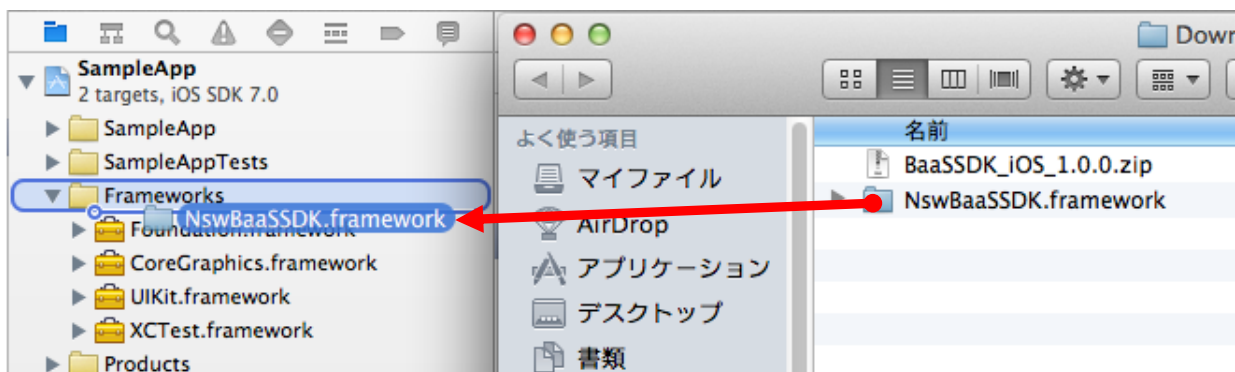 SampleApp
2 targets, iOS SDK 7.0
SampleApp
SampleAppTests
Frameworks
NswBaaSSDK.framework
Foundation.framework
CoreGraphics.framework
UIKit.framework
XCTest.framework
Products
Down
よく使う項目
マイファイル
AirDrop
アプリケーション
デスクトップ
書類
名前
BaaSSDK_iOS_1.0.0.zip
NswBaaSSDK.framework